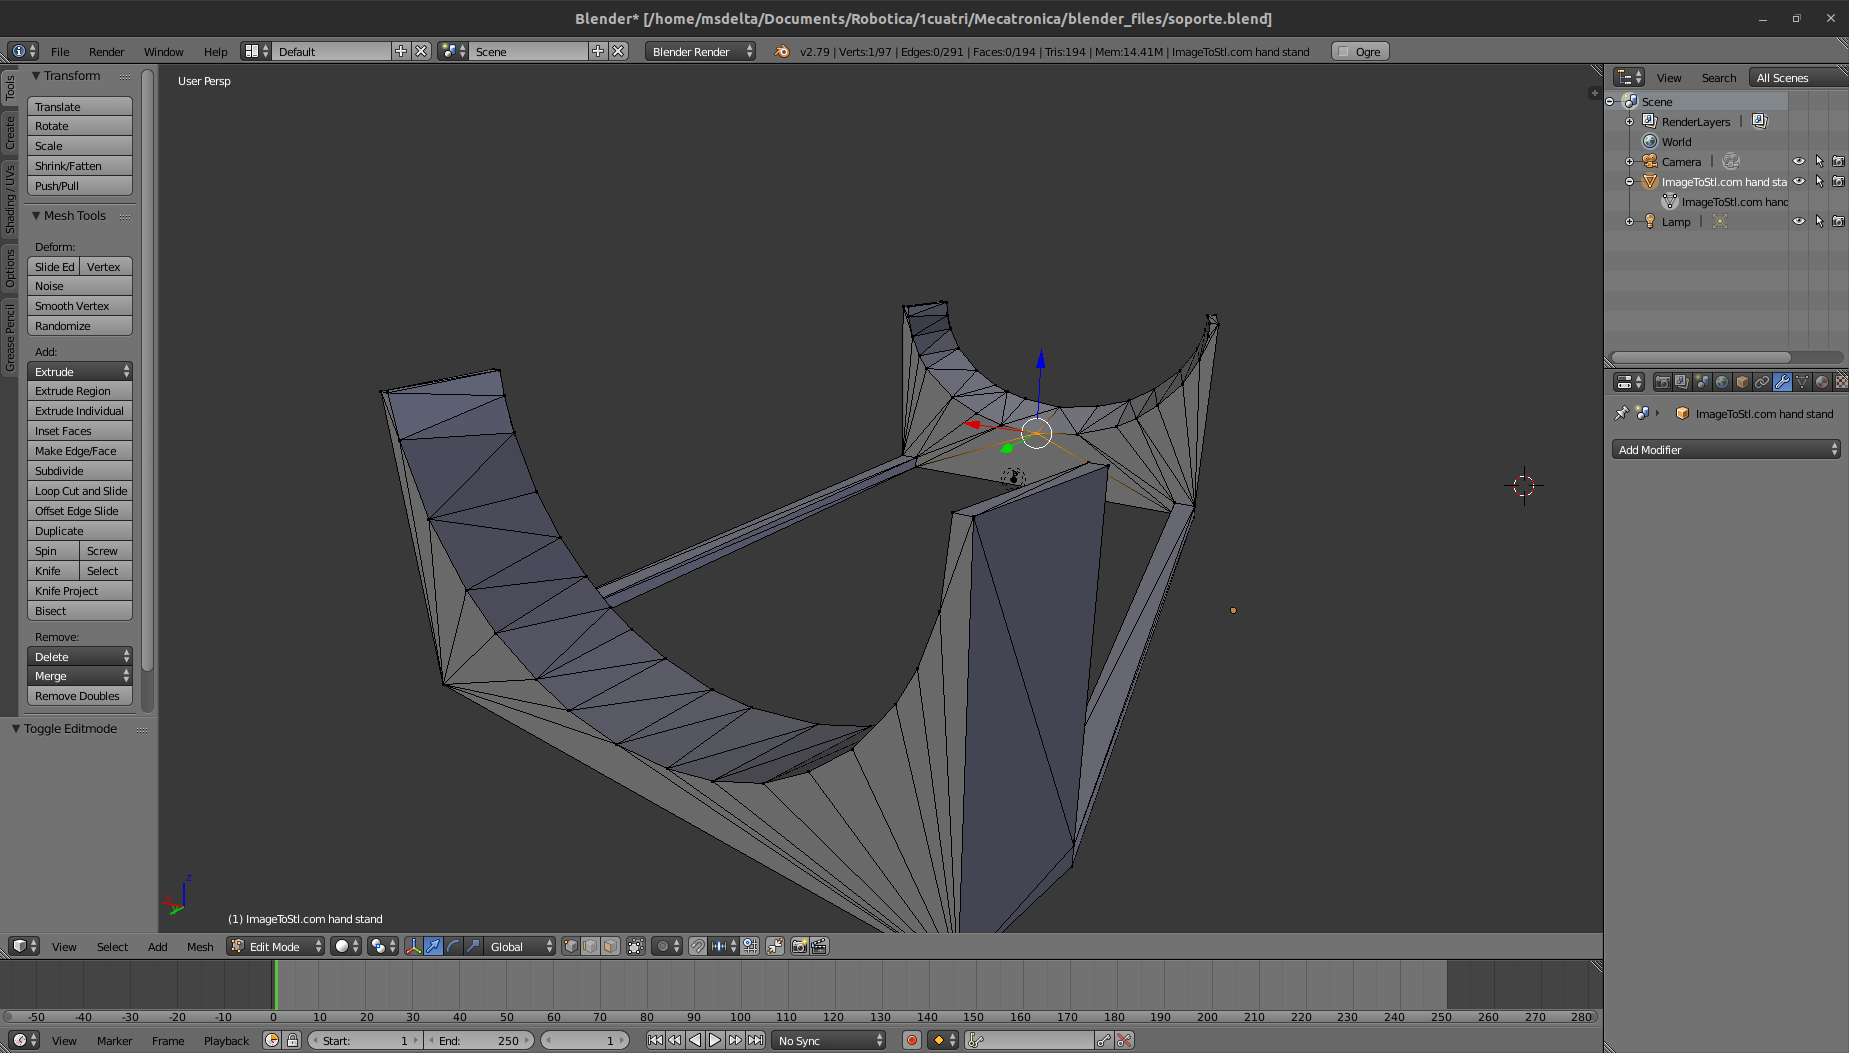 Blender* [/home/msdelta/Documents/Robotica/1cuatri/Mecatronica/blender_files/soporte.blend]
File Render Window Help Default Scene Blender Render v2.79 | Verts:1/97 | Edges:0/291 | Faces:0/194 | Tris:194 | Mem:14.41M | ImageToStl.com hand stand Ogre
Tools
Create
Shading / UVs
Options
Grease Pencil
Transform
Translate
Rotate
Scale
Shrink/Fatten
Push/Pull
Mesh Tools
Deform:
Slide Ed Vertex
Noise
Smooth Vertex
Randomize
Add:
Extrude
Extrude Region
Extrude Individual
Inset Faces
Make Edge/Face
Subdivide
Loop Cut and Slide
Offset Edge Slide
Duplicate
Spin Screw
Knife Select
Knife Project
Bisect
Remove:
Delete
Merge
Remove Doubles
Toggle Editmode
User Persp
z
(1) ImageToStl.com hand stand
View Search All Scenes
Scene
RenderLayers
World
Camera
ImageToStl.com hand sta
ImageToStl.com hand
Lamp
ImageToStl.com hand stand
Add Modifier
View Select Add Mesh Edit Mode Global
-50 -40 -30 -20 -10 0 10 20 30 40 50 60 70 80 90 100 110 120 130 140 150 160 170 180 190 200 210 220 230 240 250 260 270 280
View Marker Frame Playback Start: 1 End: 250 1 No Sync